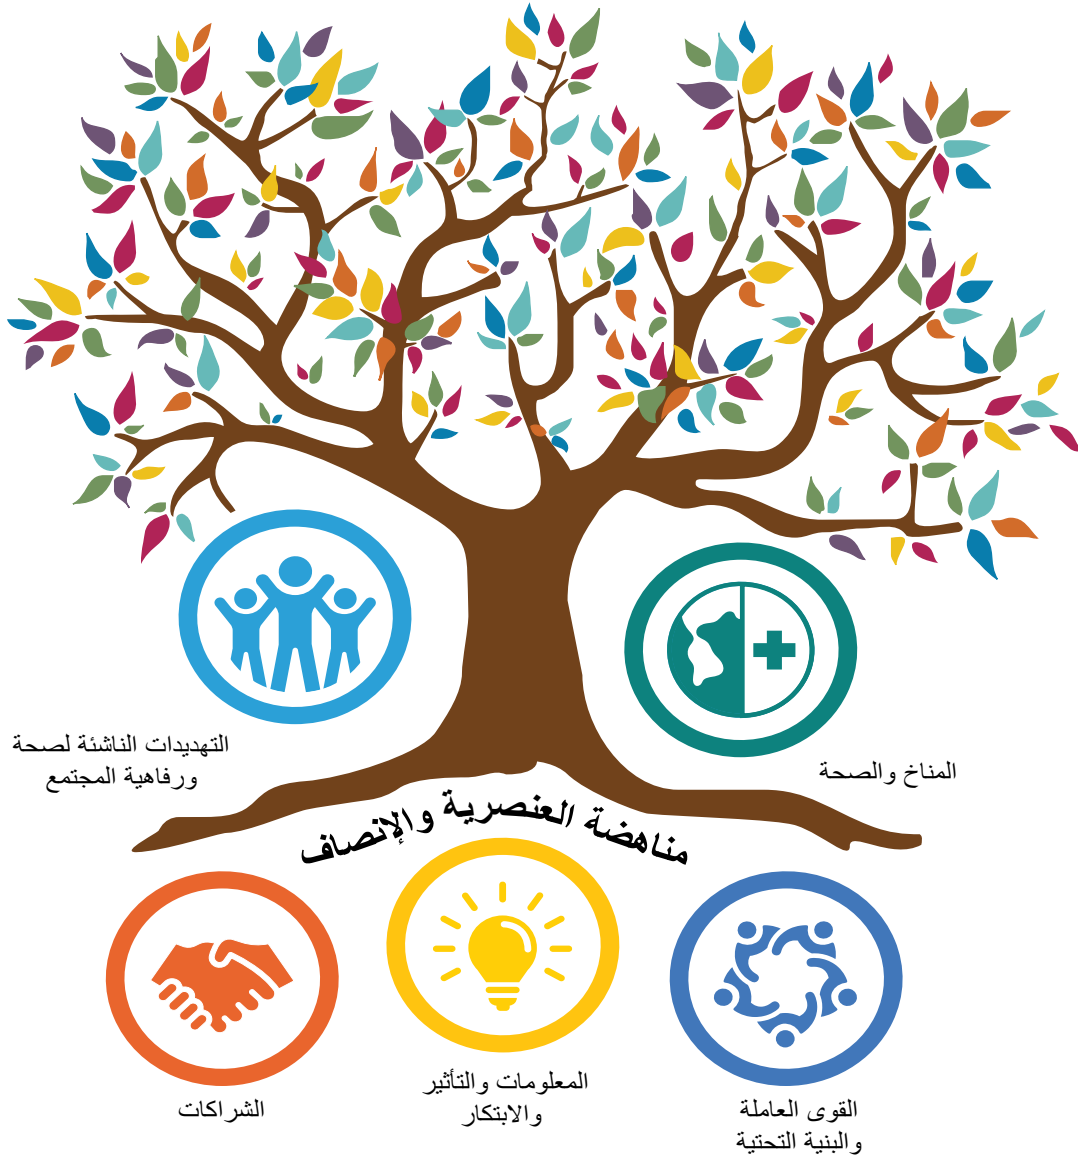 التهديدات الناشئة لصحة
ورفاهية المجتمع
المناخ والصحة
مناهضة العنصرية والإنصاف
الشراكات
المعلومات والتأثير
والابتكار
القوى العاملة
والبنية التحتية